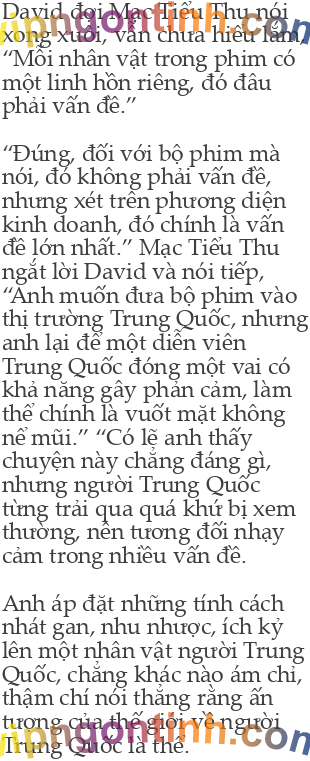 David đợi Mạc Tiểu Thu nói
xong xuôi, vẫn chưa hiểu lắm,
“Mỗi nhân vật trong phim có
một linh hồn riêng, đó đâu
phải vấn đề.”
“Đúng, đối với bộ phim mà
nói, đó không phải vấn đề,
nhưng xét trên phương diện
kinh doanh, đó chính là vấn
đề lớn nhất.” Mạc Tiểu Thu
ngắt lời David và nói tiếp,
“Anh muốn đưa bộ phim vào
thị trường Trung Quốc, nhưng
anh lại để một diễn viên
Trung Quốc đóng một vai có
khả năng gây phản cảm, làm
thế chính là vuốt mặt không
nể mũi.” “Có lẽ anh thấy
chuyện này chẳng đáng gì,
nhưng người Trung Quốc
từng trải qua quá khứ bị xem
thường, nên tương đối nhạy
cảm trong nhiều vấn đề.
Anh áp đặt những tính cách
nhát gan, nhu nhược, ích kỷ
lên một nhân vật người Trung
Quốc, chẳng khác nào ám chỉ,
thậm chí nói thẳng rằng ấn
tượng của thế giới về người
Trung Quốc là thế.